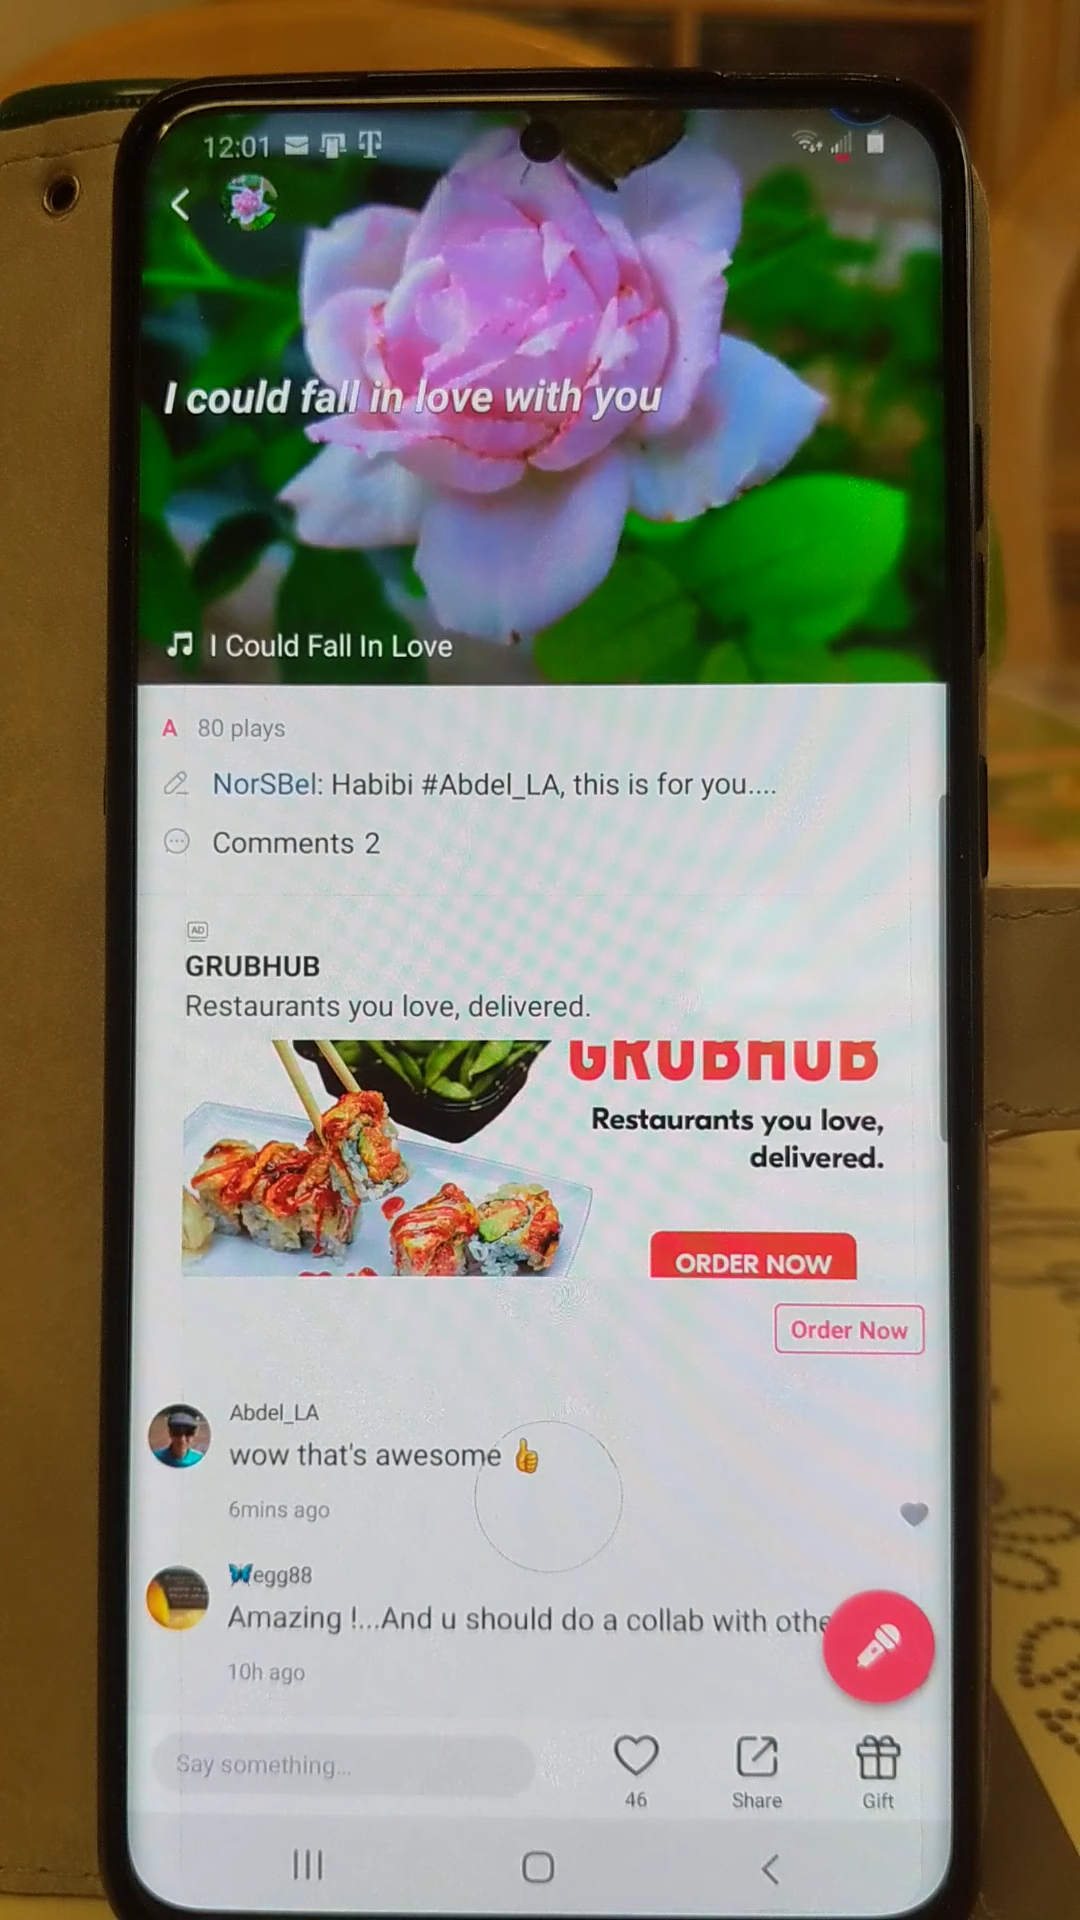 12:01
I could fall in love with you
I Could Fall In Love
A 80 plays
NorSBel: Habibi #Abdel_LA, this is for you....
Comments 2
AD
GRUBHUB
Restaurants you love, delivered.
GRUBHUB
Restaurants you love,
delivered.
ORDER NOW
Order Now
Abdel_LA
wow that's awesome 👍
6mins ago
🦋egg88
Amazing !...And u should do a collab with othe
10h ago
Say something...
46
Share
Gift